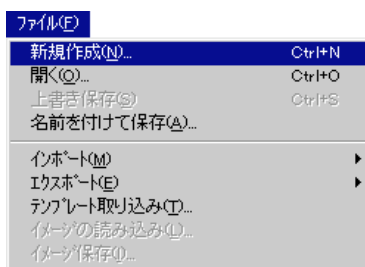 ファイル(F)
新規作成(N)... Ctrl+N
開く(O)... Ctrl+O
上書き保存(S) Ctrl+S
名前を付けて保存(A)...
インポート(M)
エクスポート(E)
テンプレート取り込み(T)...
イメージの読み込み(L)...
イメージ保存(I)...